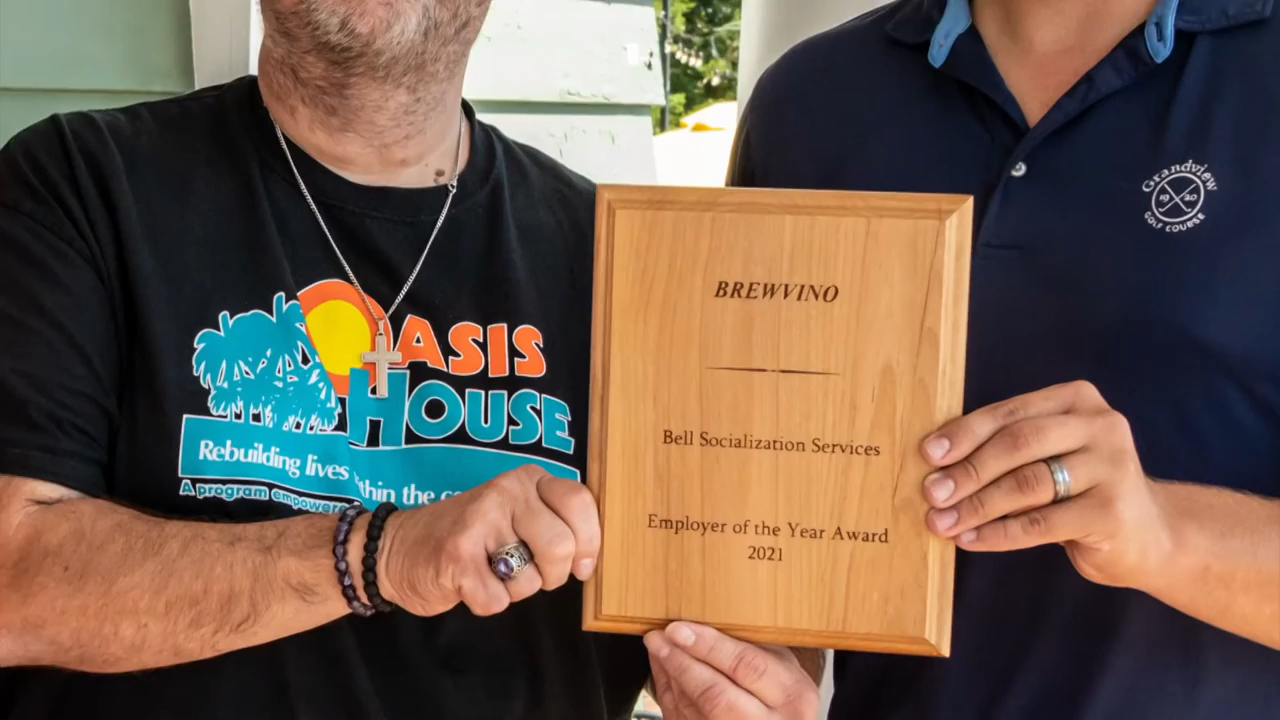 OASIS
HOUSE
Rebuilding lives
A program
BREWVINO
Bell Socialization Services
Employer of the Year Award
2021
Grandview
19 20
GOLF COURSE